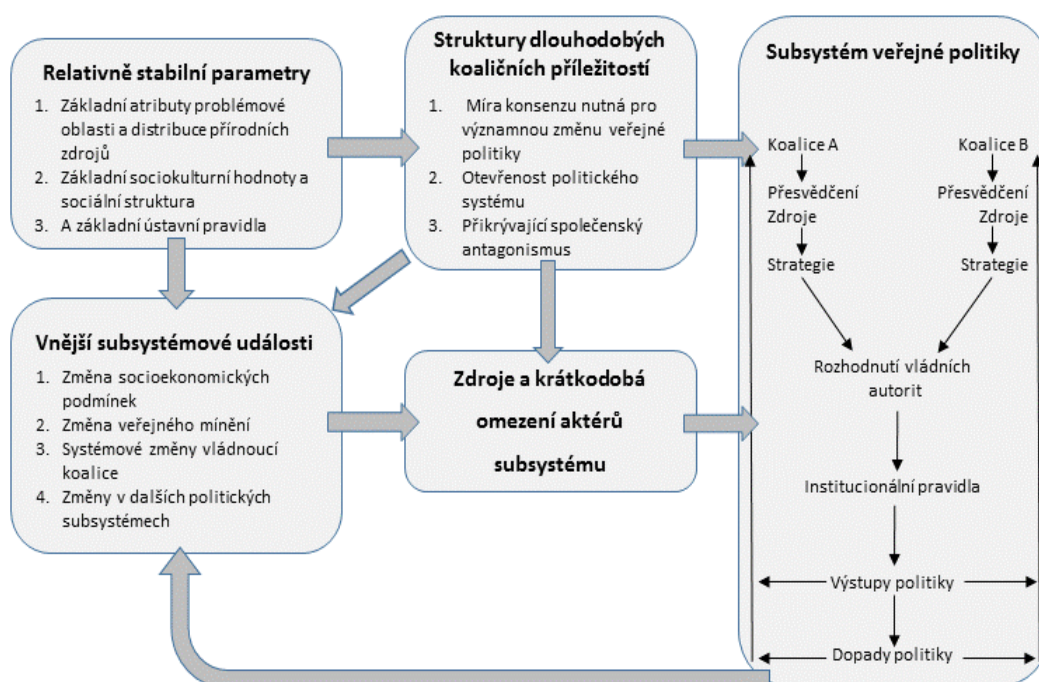 Relativně stabilní parametry
1. Základní atributy problémové
oblasti a distribuce přírodních
zdrojů
2. Základní sociokulturní hodnoty a
sociální struktura
3. A základní ústavní pravidla
Struktury dlouhodobých
koaličních příležitostí
1. Míra konsenzu nutná pro
významnou změnu veřejné
politiky
2. Otevřenost politického
systému
3. Přikrývající společenský
antagonismus
Vnější subsystémové události
1. Změna socioekonomických
podmínek
2. Změna veřejného mínění
3. Systémové změny vládnoucí
koalice
4. Změny v dalších politických
subsystémech
Zdroje a krátkodobá
omezení aktérů
subsystému
Subsystém veřejné politiky
Koalice A
Přesvědčení
Zdroje
Strategie
Koalice B
Přesvědčení
Zdroje
Strategie
Rozhodnutí vládních
autorit
Institucionální pravidla
Výstupy politiky
Dopady politiky